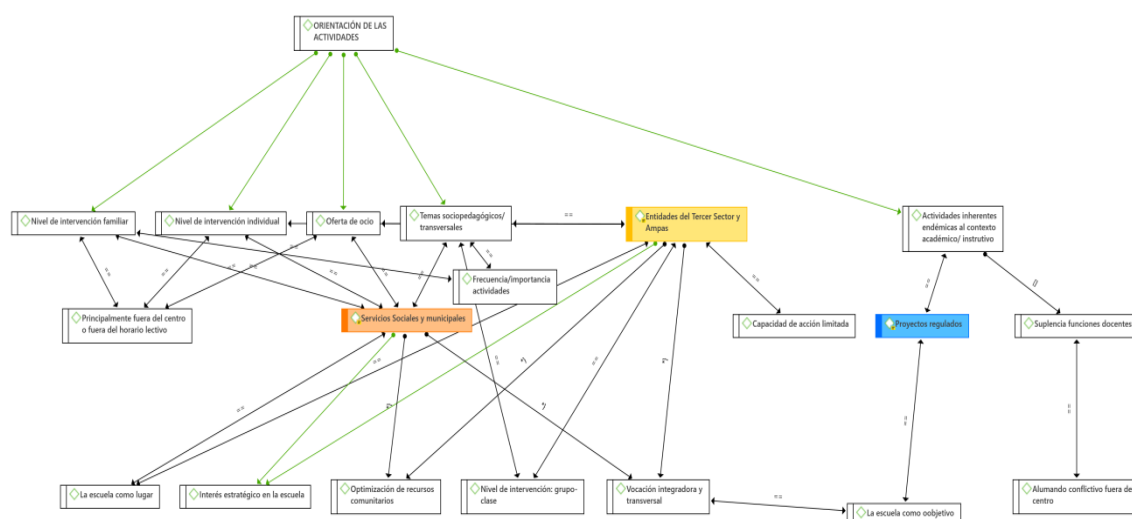 ORIENTACIÓN DE LAS
ACTIVIDADES
Nivel de intervención familiar
Nivel de intervención individual
Oferta de ocio
Temas sociopedagógicos/
transversales
==
Entidades del Tercer Sector y
Ampas
Actividades inherentes
endémicas al contexto
académico/ instrutivo
==
==
==
==
==
==
==
==
==
==
[]
Frecuencia/importancia
actividades
Principalmente fuera del centro
o fuera del horario lectivo
Servicios Sociales y municipales
Capacidad de acción limitada
Proyectos regulados
Suplencia funciones docentes
==
==
*}
==
==
*}
*}
*}
==
==
La escuela como lugar
Interés estratégico en la escuela
Optimización de recursos
comunitarios
Nivel de intervención: grupo-
clase
Vocación integradora y
transversal
==
La escuela como oobjetivo
Alumando conflictivo fuera de
centro